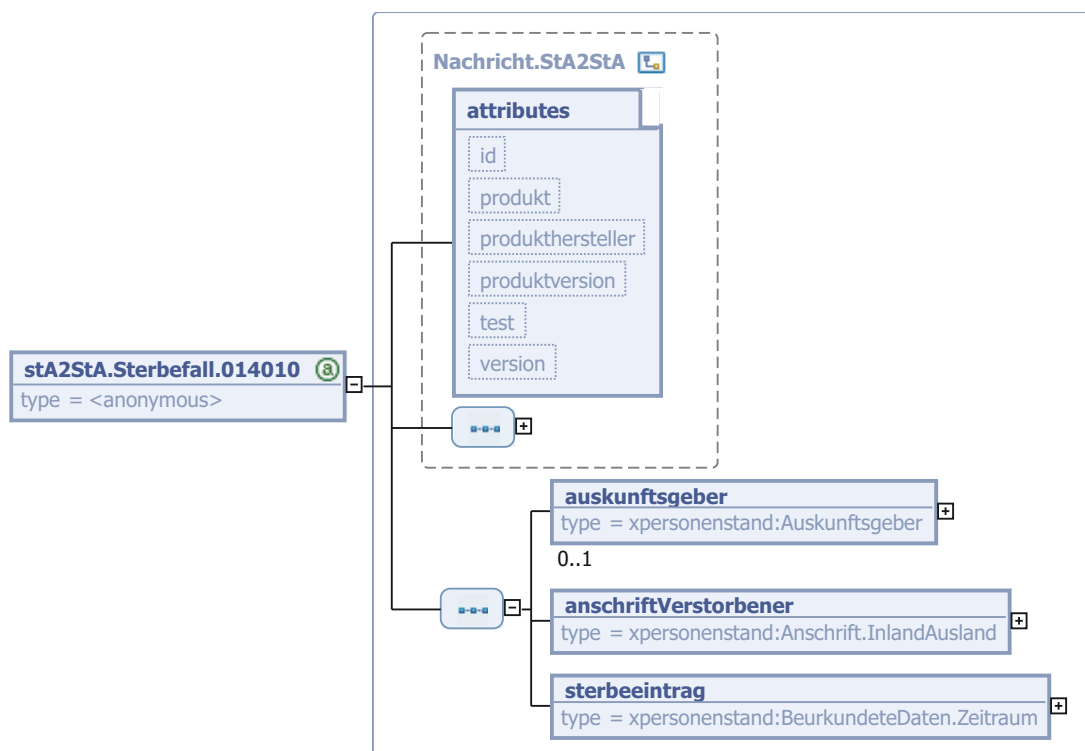 Nachricht.StA2StA
attributes
id
produkt
produkthersteller
produktversion
test
version
stA2StA.Sterbefall.014010 a
type = <anonymous>
auskunftsgeber
type = xpersonenstand:Auskunftsgeber
0..1
anschriftVerstorbener
type = xpersonenstand:Anschrift.InlandAusland
sterbeeintrag
type = xpersonenstand:BeurkundeteDaten.Zeitraum